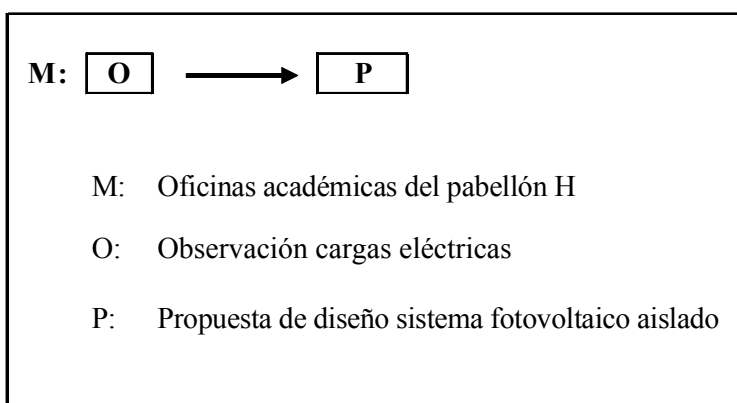 M: O P
M: Oficinas académicas del pabellón H
O: Observación cargas eléctricas
P: Propuesta de diseño sistema fotovoltaico aislado